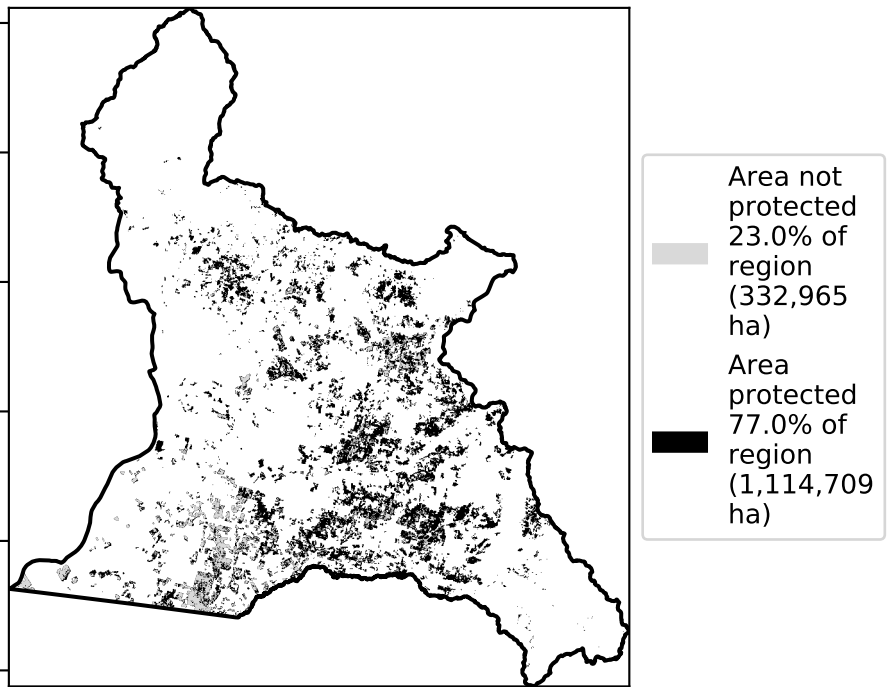 Area not
protected
23.0% of
region
(332,965
ha)
Area
protected
77.0% of
region
(1,114,709
ha)